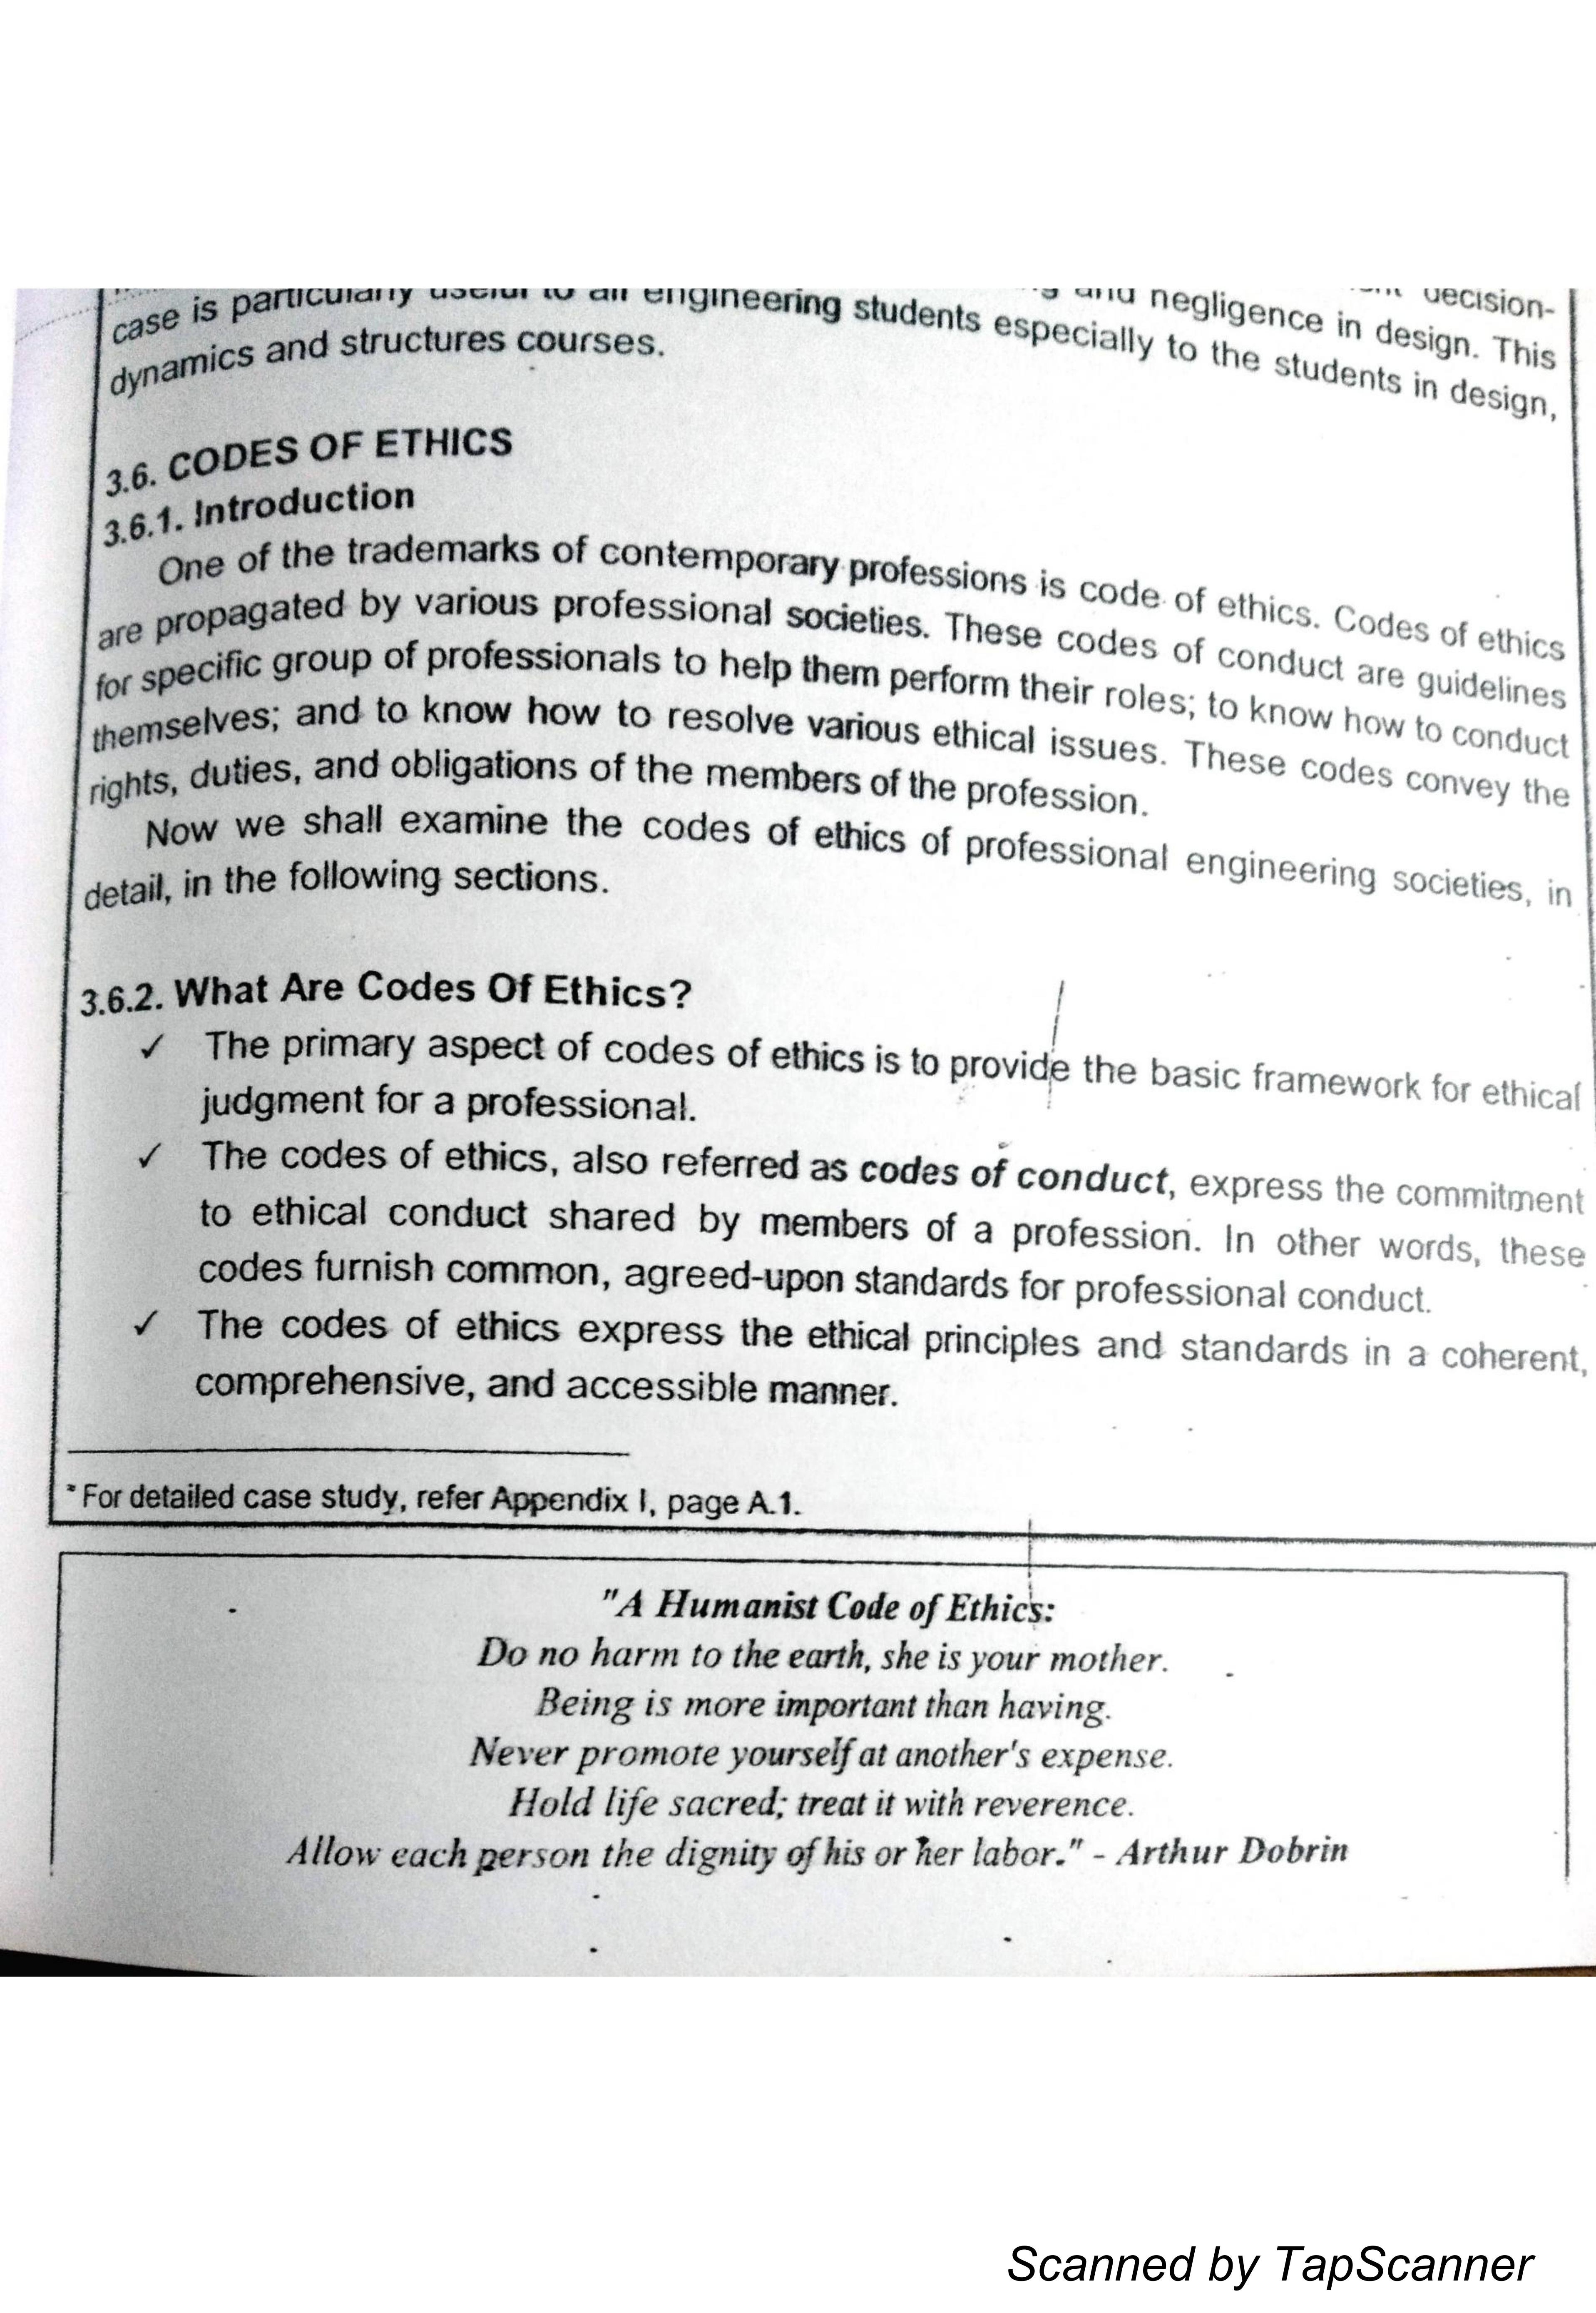 decision-
and negligence in design. This
case is particularly useful to all engineering students especially to the students in design,
dynamics and structures courses.
3.6. CODES OF ETHICS
3.6.1. Introduction
One of the trademarks of contemporary professions is code of ethics. Codes of ethics
are propagated by various professional societies. These codes of conduct are guidelines
for specific group of professionals to help them perform their roles; to know how to conduct
themselves; and to know how to resolve various ethical issues. These codes convey the
rights, duties, and obligations of the members of the profession.
Now we shall examine the codes of ethics of professional engineering societies, in
detail, in the following sections.
3.6.2. What Are Codes Of Ethics?
✓ The primary aspect of codes of ethics is to provide the basic framework for ethical
judgment for a professional.
✓ The codes of ethics, also referred as codes of conduct, express the commitment
to ethical conduct shared by members of a profession. In other words, these
codes furnish common, agreed-upon standards for professional conduct.
✓ The codes of ethics express the ethical principles and standards in a coherent,
comprehensive, and accessible manner.
* For detailed case study, refer Appendix I, page A.1.
"A Humanist Code of Ethics:
Do no harm to the earth, she is your mother.
Being is more important than having.
Never promote yourself at another's expense.
Hold life sacred; treat it with reverence.
Allow each person the dignity of his or her labor." - Arthur Dobrin
Scanned by TapScanner